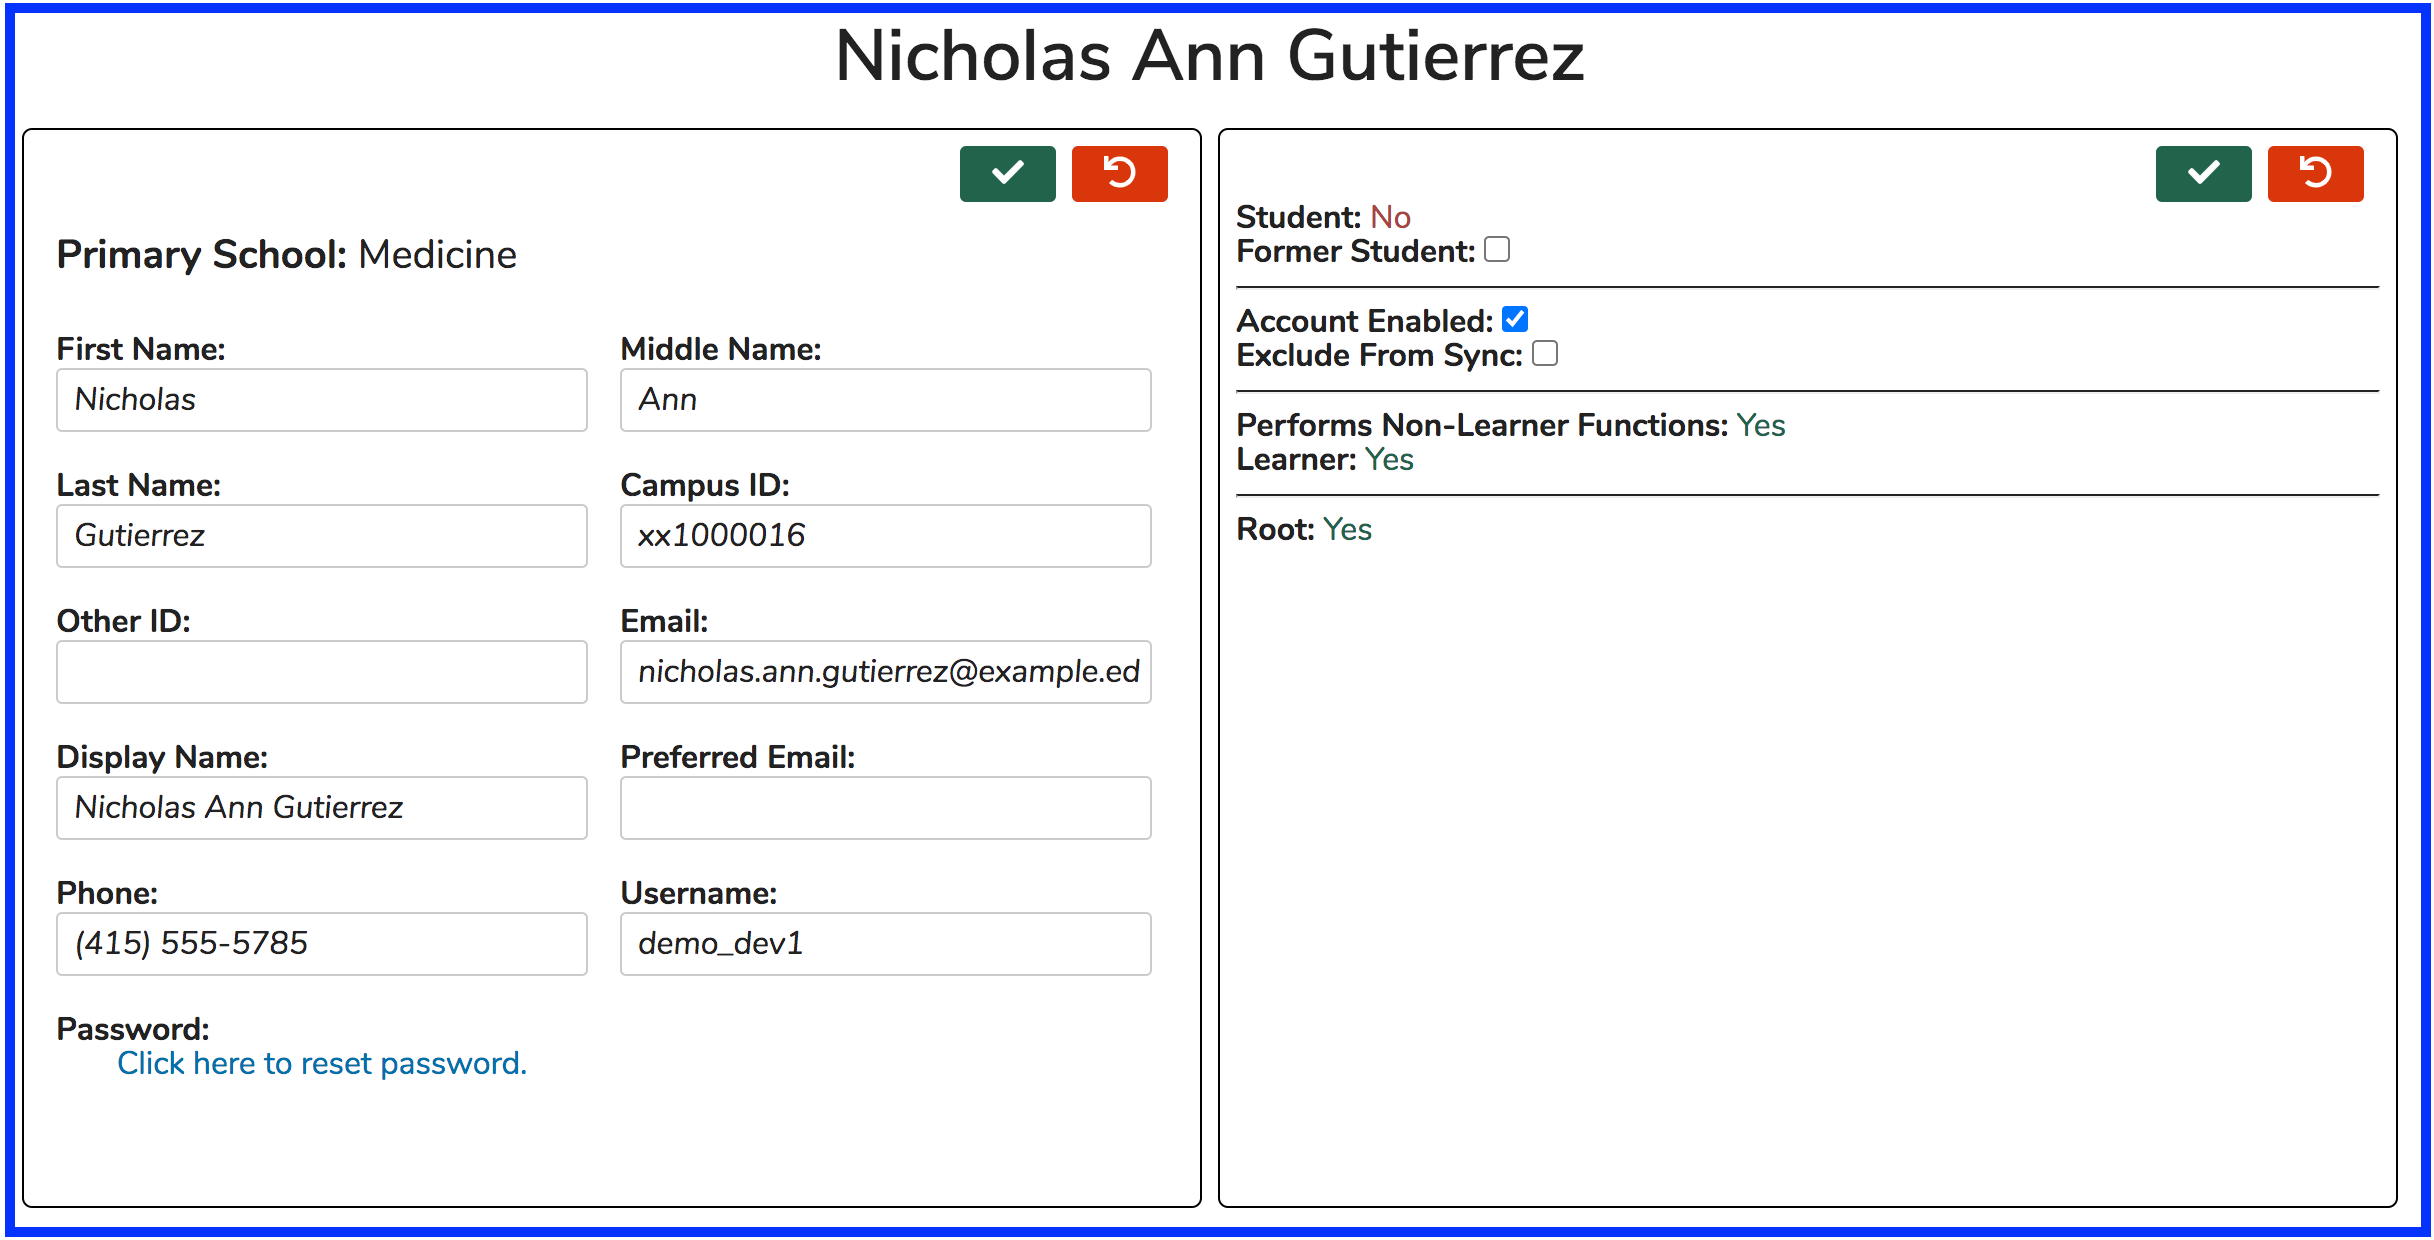 Nicholas Ann Gutierrez
Primary School: Medicine
First Name:
Nicholas
Middle Name:
Ann
Last Name:
Gutierrez
Campus ID:
xx1000016
Other ID:
Email:
nicholas.ann.gutierrez@example.ed
Display Name:
Nicholas Ann Gutierrez
Preferred Email:
Phone:
(415) 555-5785
Username:
demo_dev1
Password:
Click here to reset password.
Student: No
Former Student:
Account Enabled:
Exclude From Sync:
Performs Non-Learner Functions: Yes
Learner: Yes
Root: Yes